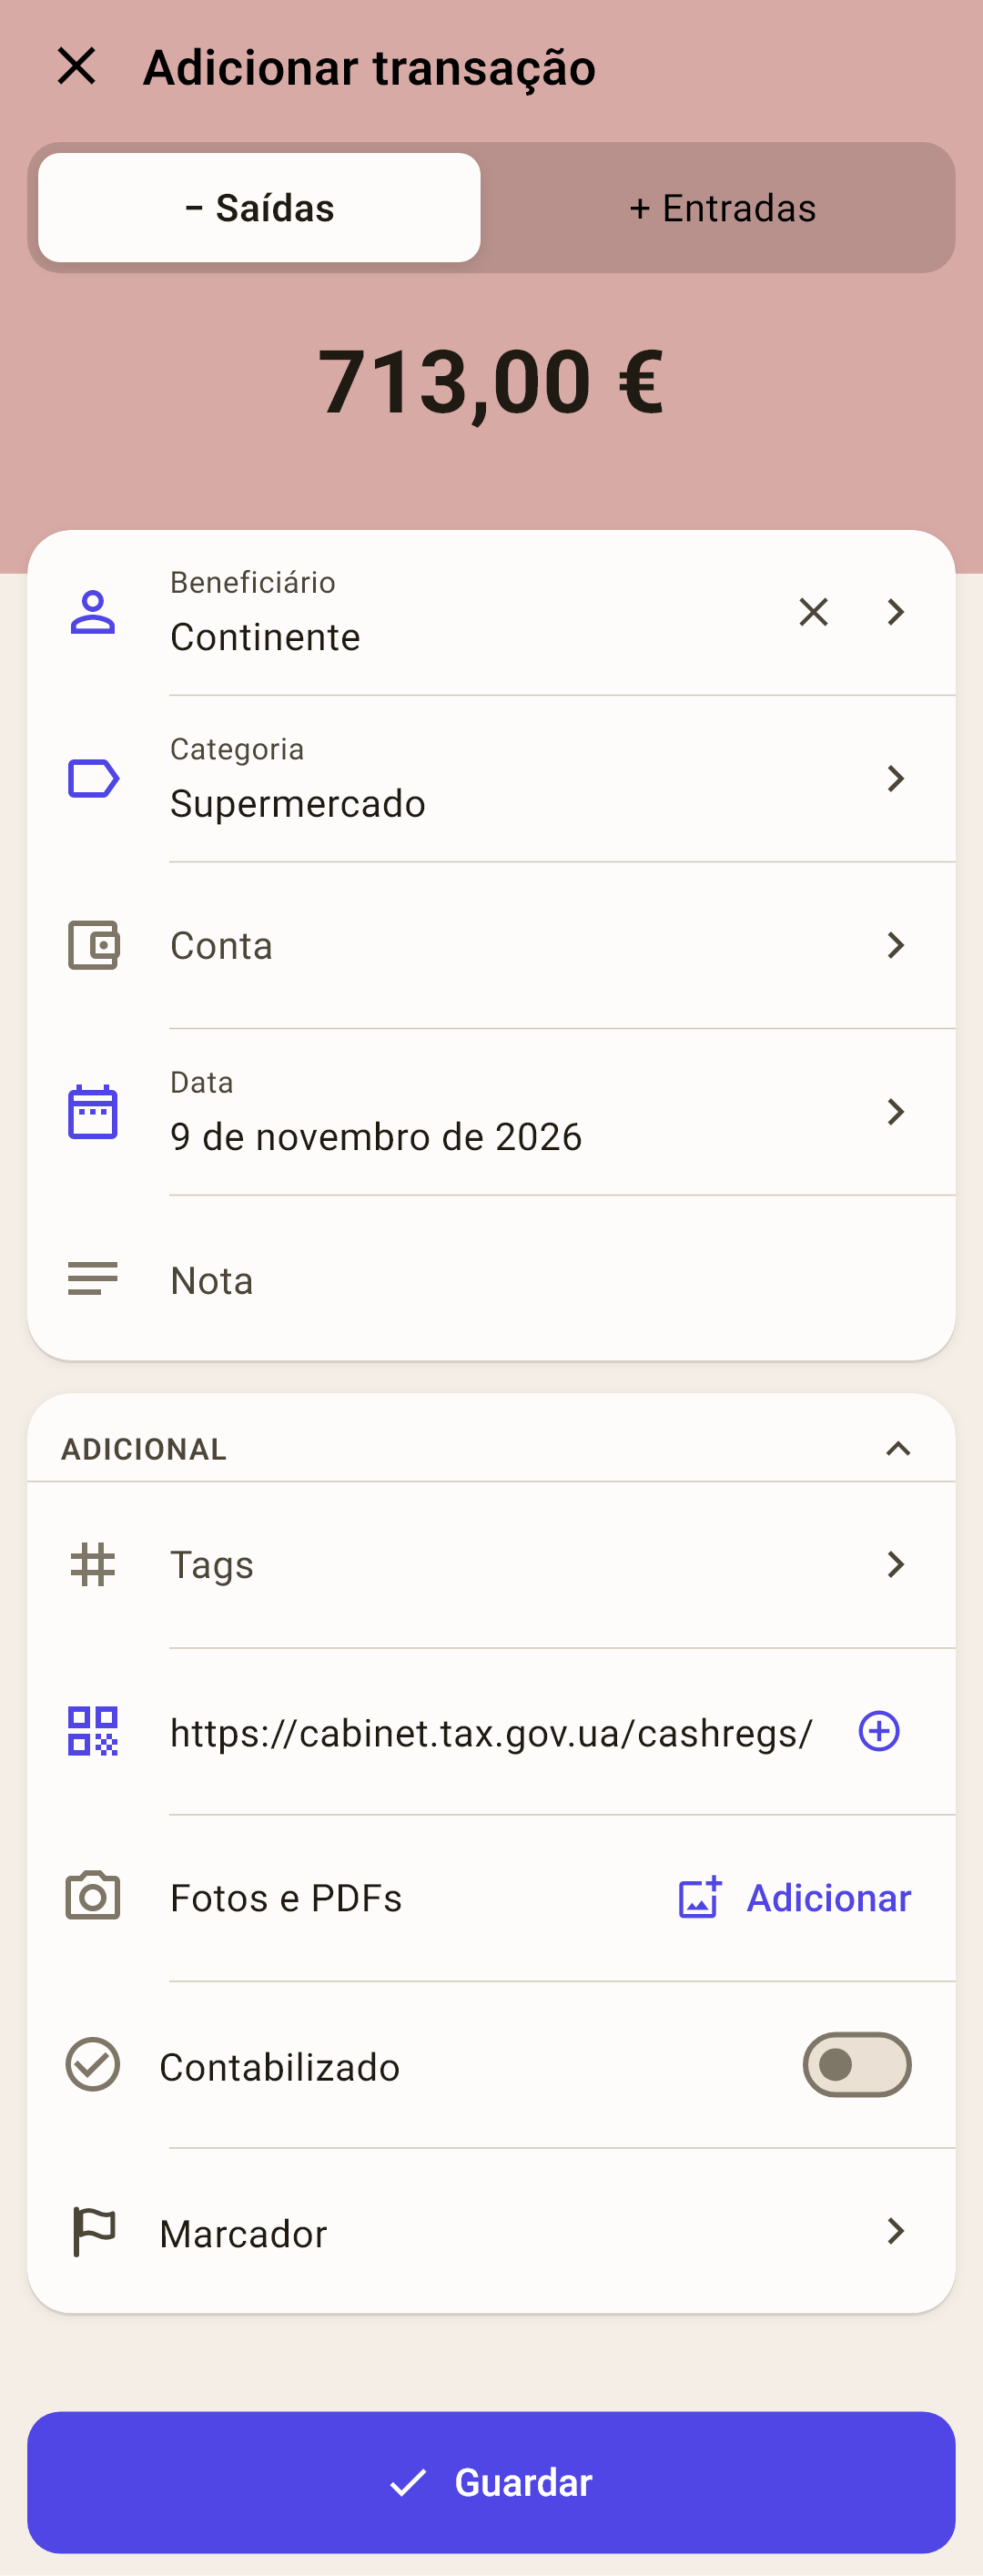 Adicionar transação
− Saídas
+ Entradas
713,00 €
Beneficiário
Continente
Categoria
Supermercado
Conta
Data
9 de novembro de 2026
Nota
ADICIONAL
Tags
https://cabinet.tax.gov.ua/cashregs/
Fotos e PDFs
Adicionar
Contabilizado
Marcador
Guardar